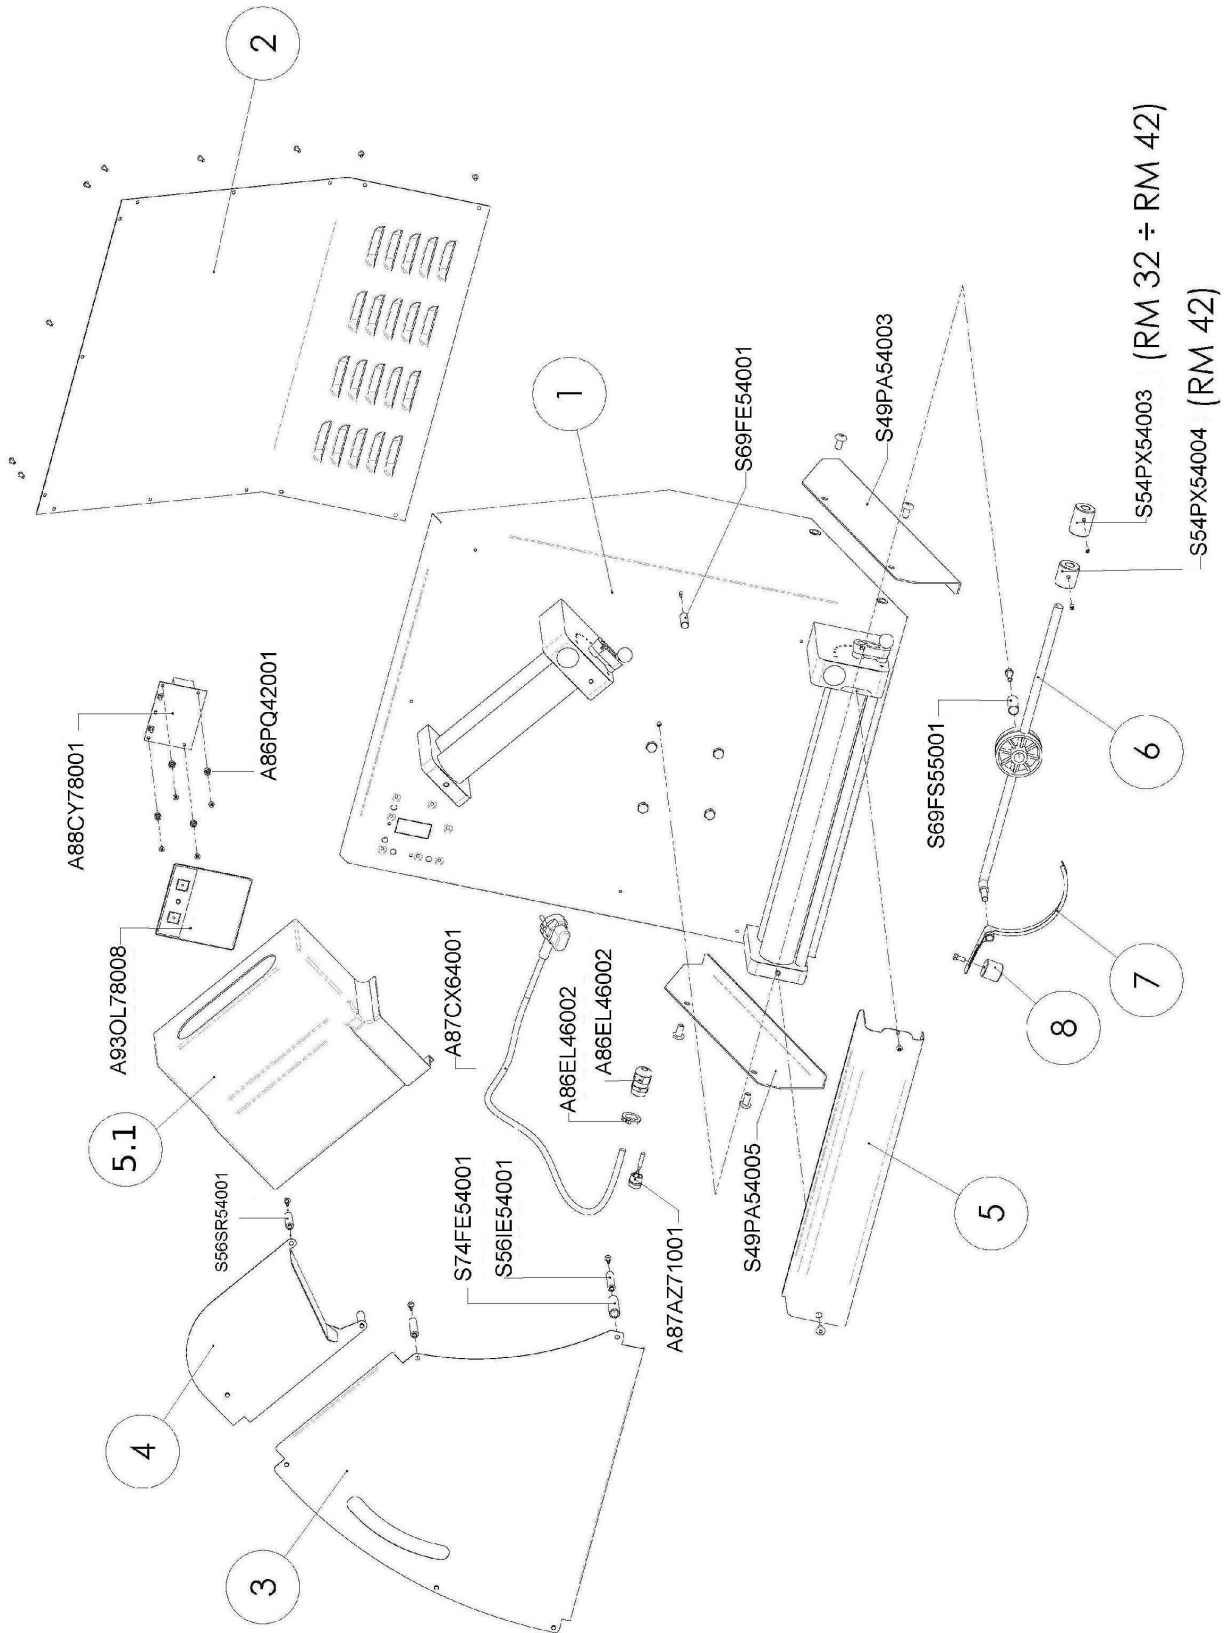 2
1
S69FE54001
S49PA54003
S54PX54003 (RM 32 ÷ RM 42)
S54PX54004 (RM 42)
A88CY78001
A86PQ42001
S69FS55001
6
A93OL78008
A87CX64001
A86EL46002
A86EL46002
7
8
5.1
S56SR54001
S74FE54001
S56IE54001
A87AZ71001
S49PA54005
5
4
3